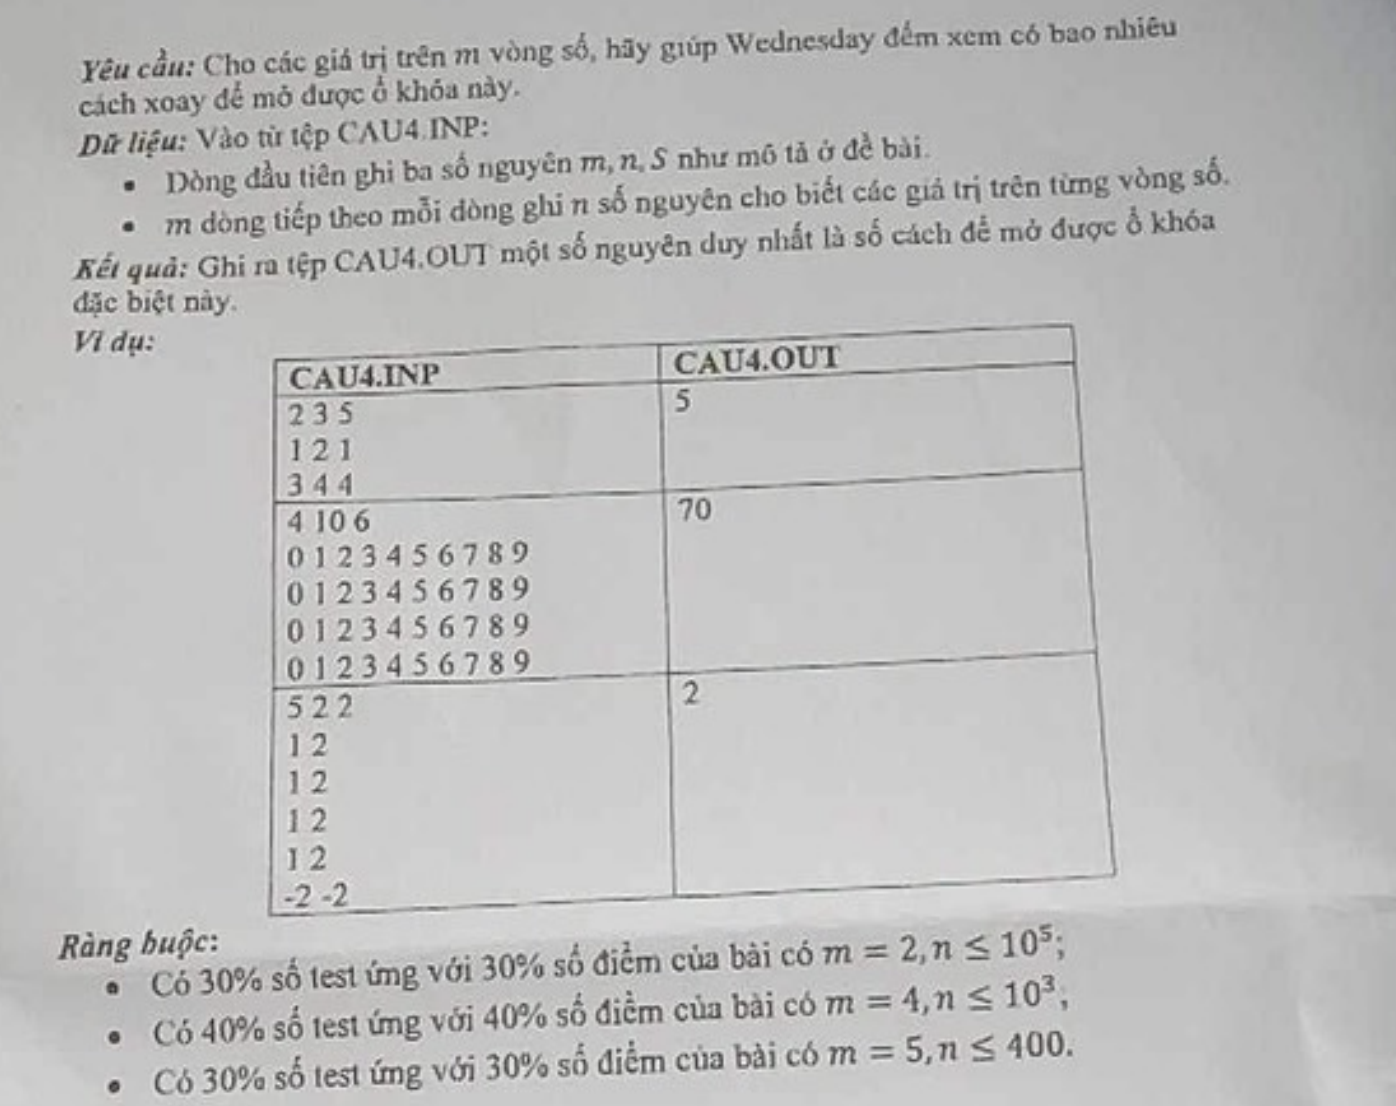 Yêu cầu: Cho các giá trị trên m vòng số, hãy giúp Wednesday đếm xem có bao nhiêu
cách xoay để mở được ổ khóa này.
Dữ liệu: Vào từ tệp CAU4.INP:
• Dòng đầu tiên ghi ba số nguyên m, n, S như mô tả ở đề bài.
• m dòng tiếp theo mỗi dòng ghi n số nguyên cho biết các giá trị trên từng vòng số.
Kết quả: Ghi ra tệp CAU4.OUT một số nguyên duy nhất là số cách để mở được ổ khóa
đặc biệt này.
Ví dụ:
CAU4.INP CAU4.OUT
2 3 5 5
1 2 1
3 4 4
4 10 6 70
0 1 2 3 4 5 6 7 8 9
0 1 2 3 4 5 6 7 8 9
0 1 2 3 4 5 6 7 8 9
0 1 2 3 4 5 6 7 8 9
5 2 2 2
1 2
1 2
1 2
1 2
-2 -2
Ràng buộc:
• Có 30% số test ứng với 30% số điểm của bài có m = 2, n ≤ 10⁵;
• Có 40% số test ứng với 40% số điểm của bài có m = 4, n ≤ 10³;
• Có 30% số test ứng với 30% số điểm của bài có m = 5, n ≤ 400.